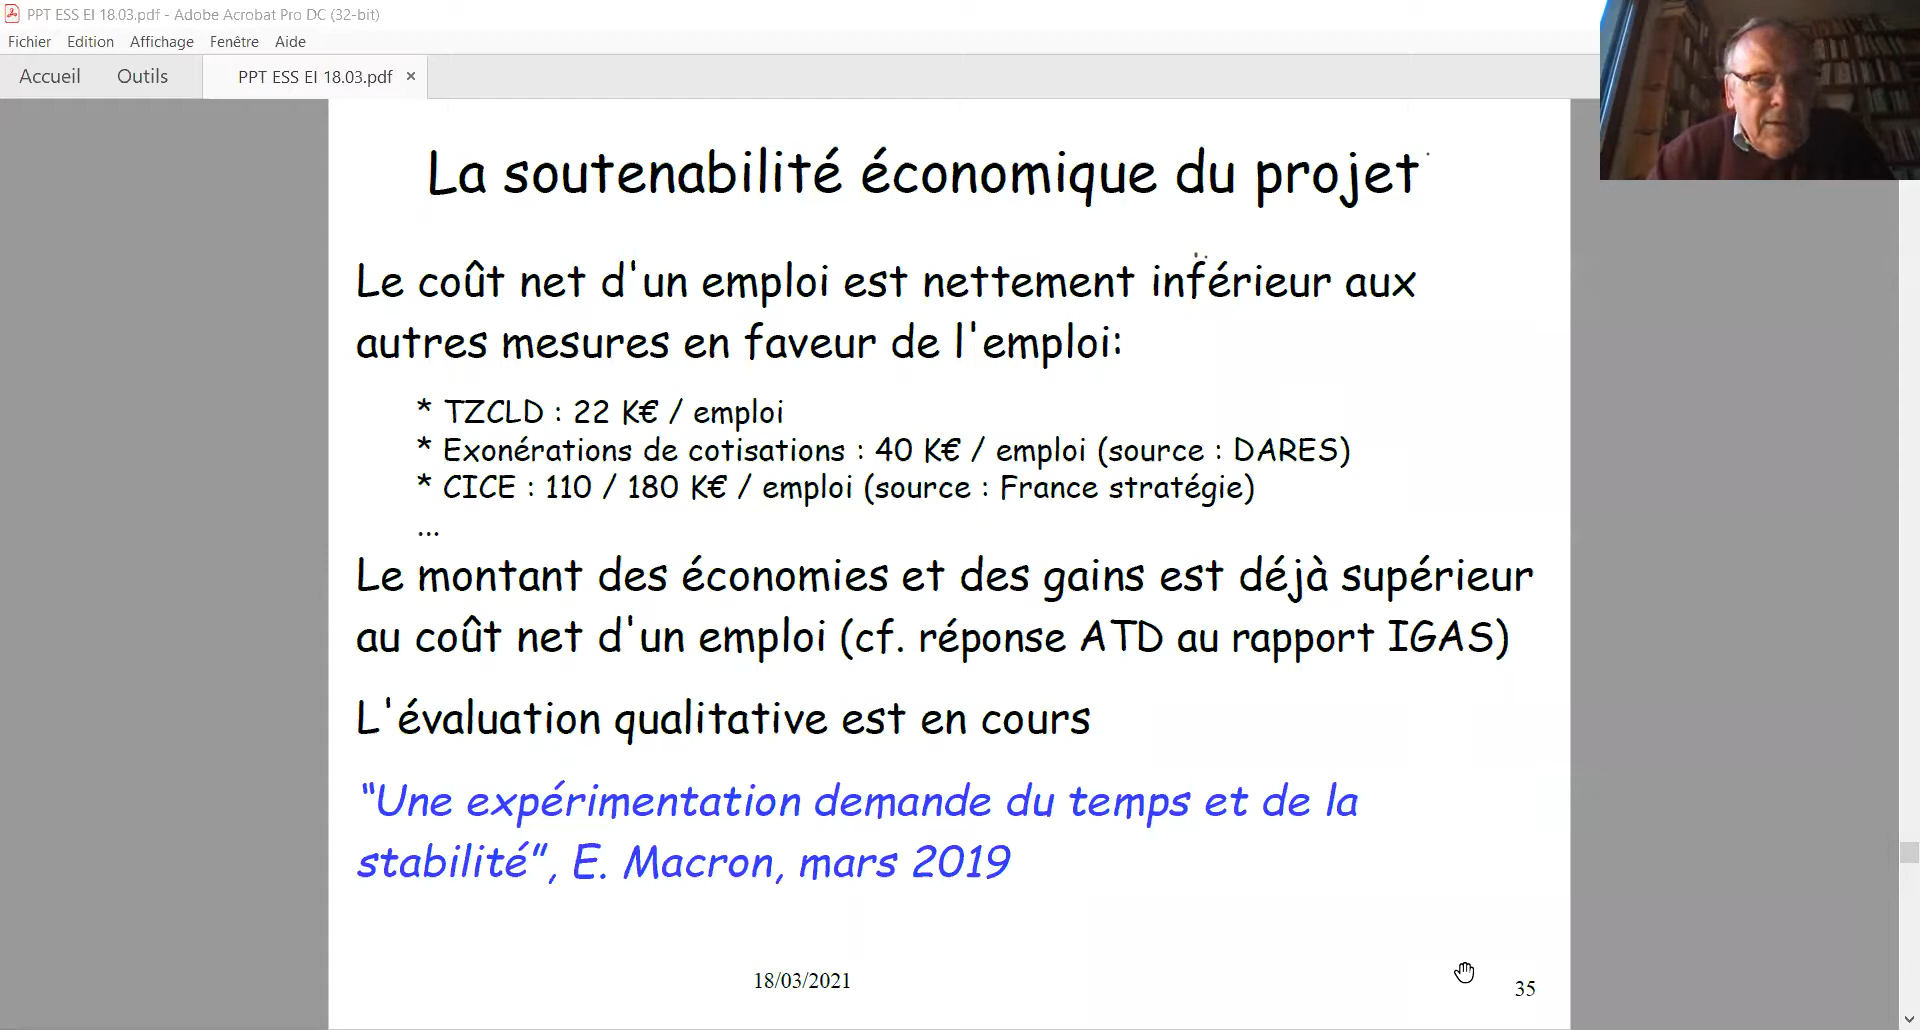 PPT ESS EI 18.03.pdf - Adobe Acrobat Pro DC (32-bit)
Fichier Edition Affichage Fenêtre Aide
Accueil Outils PPT ESS EI 18.03.pdf ×
La soutenabilité économique du projet
Le coût net d'un emploi est nettement inférieur aux
autres mesures en faveur de l'emploi:
* TZCLD : 22 K€ / emploi
* Exonérations de cotisations : 40 K€ / emploi (source : DARES)
* CICE : 110 / 180 K€ / emploi (source : France stratégie)
...
Le montant des économies et des gains est déjà supérieur
au coût net d'un emploi (cf. réponse ATD au rapport IGAS)
L'évaluation qualitative est en cours
“Une expérimentation demande du temps et de la
stabilité”, E. Macron, mars 2019
18/03/2021
35